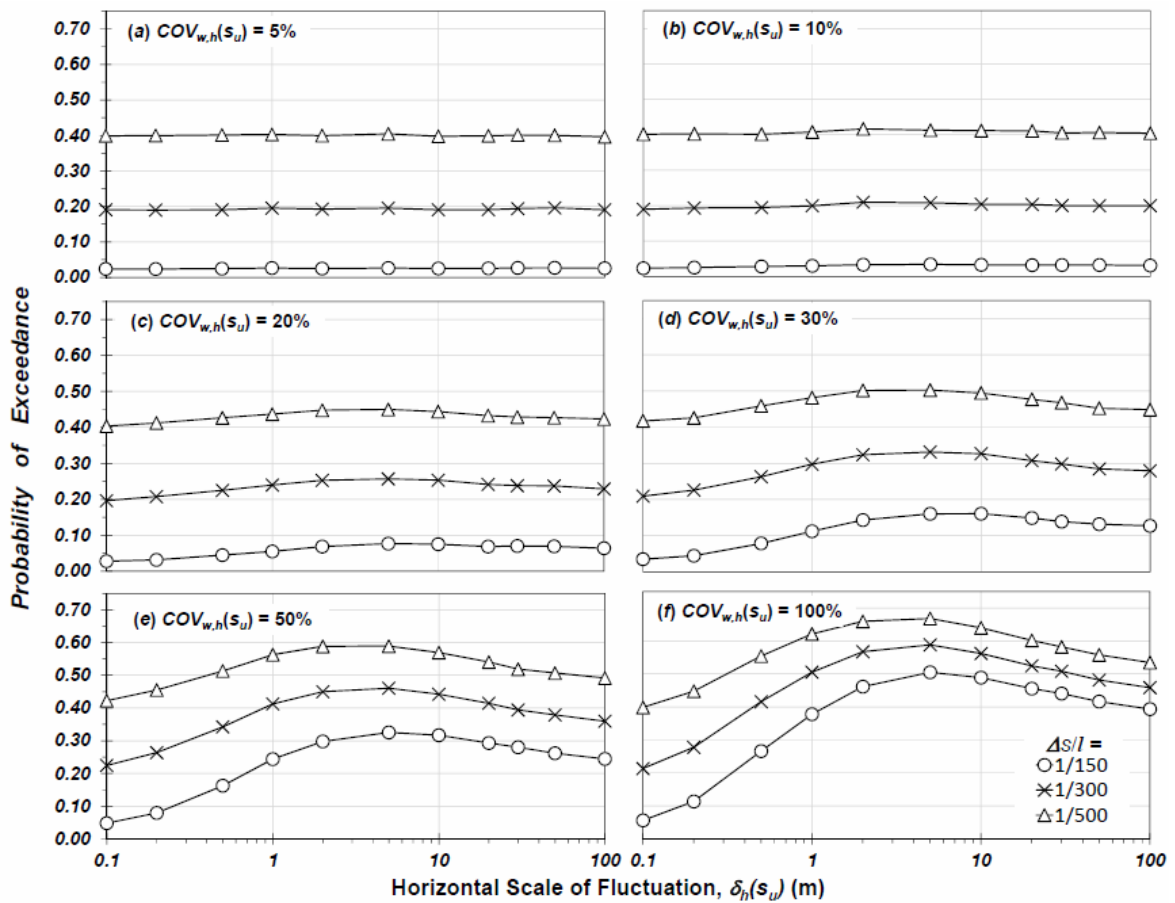 Probability of Exceedance
0.70
0.60
0.50
0.40
0.30
0.20
0.10
0.00
(a) COVw,h(su) = 5%
(b) COVw,h(su) = 10%
0.70
0.60
0.50
0.40
0.30
0.20
0.10
0.00
(c) COVw,h(su) = 20%
(d) COVw,h(su) = 30%
0.70
0.60
0.50
0.40
0.30
0.20
0.10
0.00
(e) COVw,h(su) = 50%
(f) COVw,h(su) = 100%
Δs/l =
1/150
1/300
1/500
0.1 1 10 100 0.1 1 10 100
Horizontal Scale of Fluctuation, δh(su) (m)